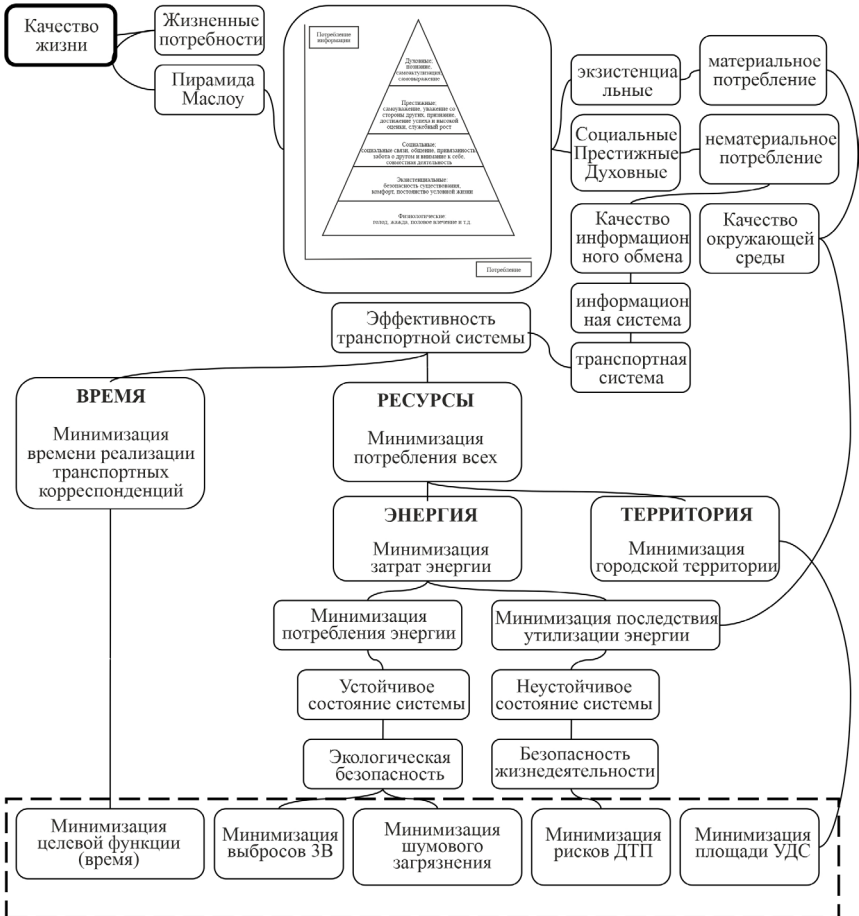 Качество
жизни
Жизненные
потребности
Пирамида
Маслоу
Потребление
информации
Духовные:
познание,
самоактуализация,
самовыражение
Престижные:
самоуважение, уважение со
стороны других, признание,
достижение успеха и высокой
оценки, служебный рост
Социальные:
социальные связи, общение, привязанность,
забота о другом и внимание к себе,
совместная деятельность
Экзистенциальные:
безопасность существования,
комфорт, постоянство условной жизни
Физиологические
голод, жажда, половое влечение и т.д
Потребление
экзистенциа
льные
материальное
потребление
Социальные
Престижные
Духовные
нематериальное
потребление
Качество
информацион
ного обмена
Качество
окружающей
среды
информацион
ная система
транспортная
система
Эффективность
транспортной системы
ВРЕМЯ
Минимизация
времени реализации
транспортных
корреспонденций
РЕСУРСЫ
Минимизация
потребления всех
ЭНЕРГИЯ
Минимизация
затрат энергии
ТЕРРИТОРИЯ
Минимизация
городской территории
Минимизация
потребления энергии
Минимизация последствия
утилизации энергии
Устойчивое
состояние системы
Неустойчивое
состояние системы
Экологическая
безопасность
Безопасность
жизнедеятельности
Минимизация
целевой функции
(время)
Минимизация
выбросов ЗВ
Минимизация
шумового
загрязнения
Минимизация
рисков ДТП
Минимизация
площади УДС